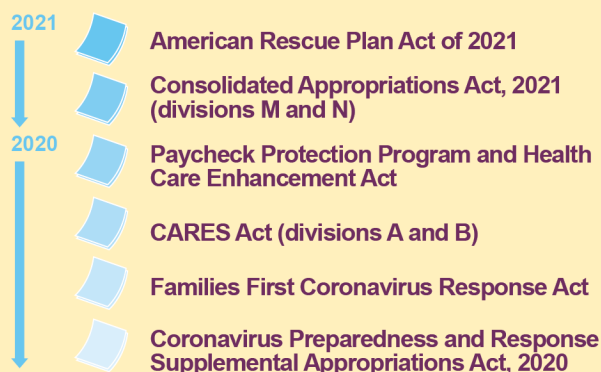 2021
American Rescue Plan Act of 2021
Consolidated Appropriations Act, 2021
(divisions M and N)
2020
Paycheck Protection Program and Health
Care Enhancement Act
CARES Act (divisions A and B)
Families First Coronavirus Response Act
Coronavirus Preparedness and Response
Supplemental Appropriations Act, 2020